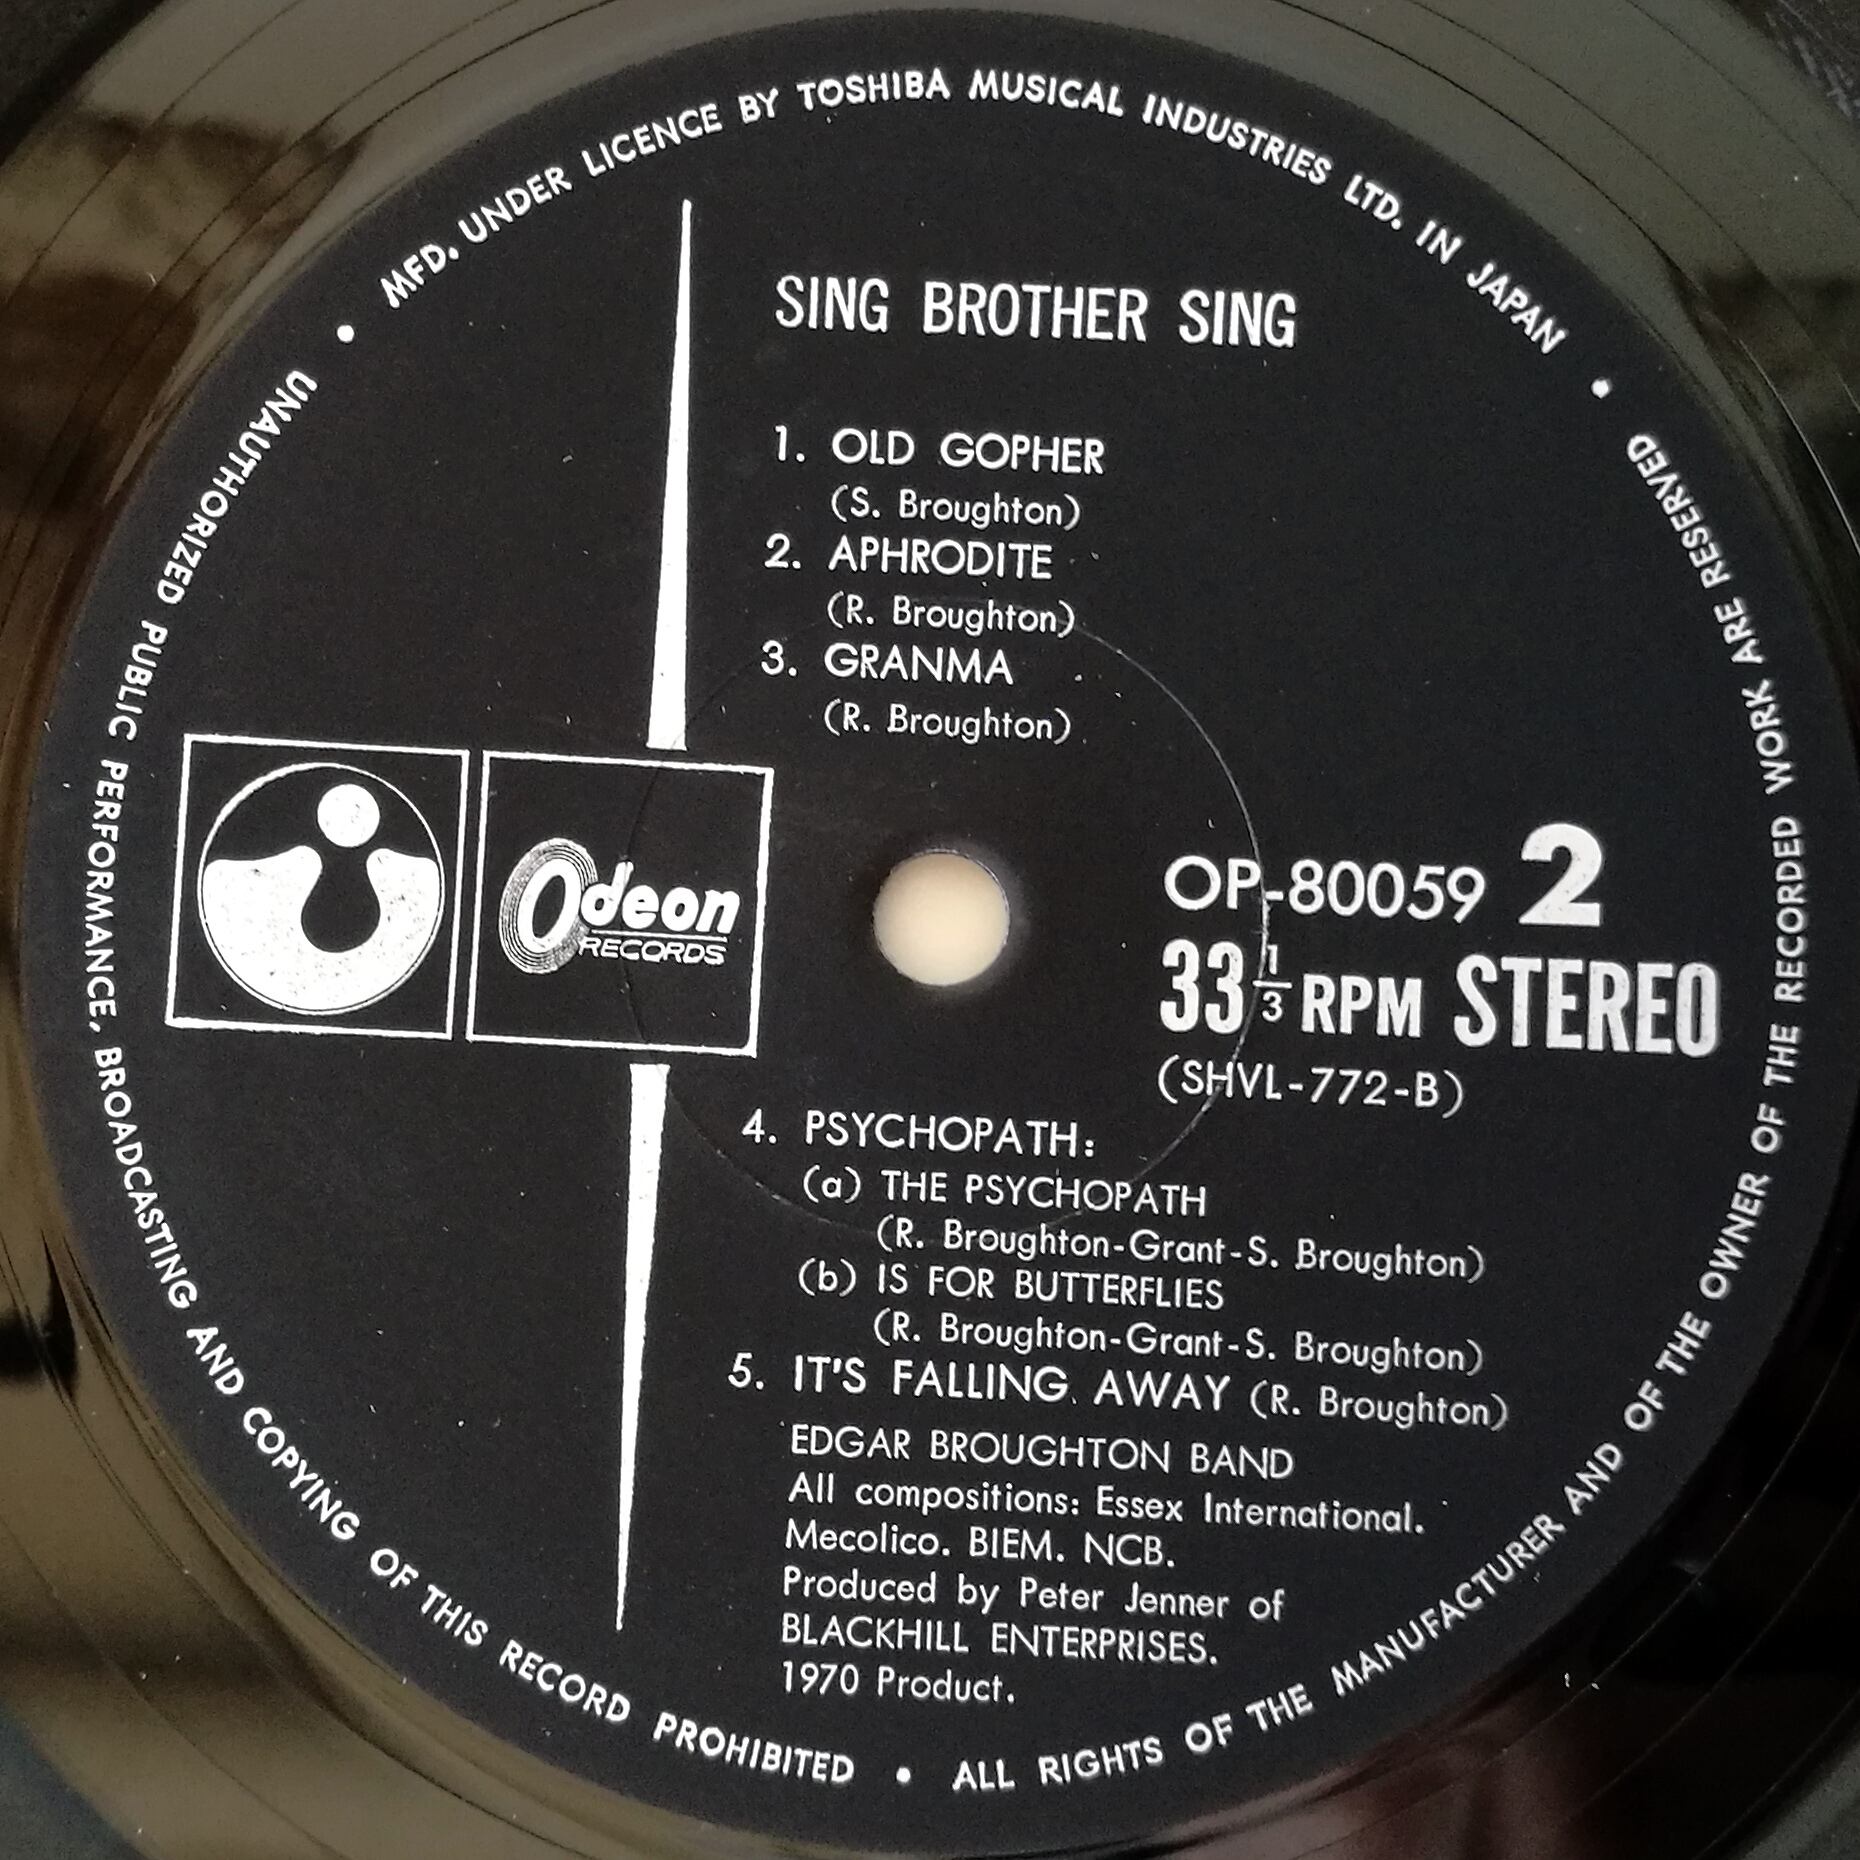 MFD. UNDER LICENCE BY TOSHIBA MUSICAL INDUSTRIES LTD. IN JAPAN •
ALL RIGHTS OF THE MANUFACTURER AND OF THE OWNER OF THE RECORDED WORK ARE RESERVED
UNAUTHORIZED PUBLIC PERFORMANCE, BROADCASTING AND COPYING OF THIS RECORD PROHIBITED •
SING BROTHER SING
1. OLD GOPHER
(S. Broughton)
2. APHRODITE
(R. Broughton)
3. GRANMA
(R. Broughton)
Odeon
RECORDS
OP-80059 2
33 1/3 RPM STEREO
(SHVL-772-B)
4. PSYCHOPATH:
(a) THE PSYCHOPATH
(R. Broughton-Grant-S. Broughton)
(b) IS FOR BUTTERFLIES
(R. Broughton-Grant-S. Broughton)
5. IT'S FALLING AWAY (R. Broughton)
EDGAR BROUGHTON BAND
All compositions: Essex International.
Mecolico. BIEM. NCB.
Produced by Peter Jenner of
BLACKHILL ENTERPRISES.
1970 Product.